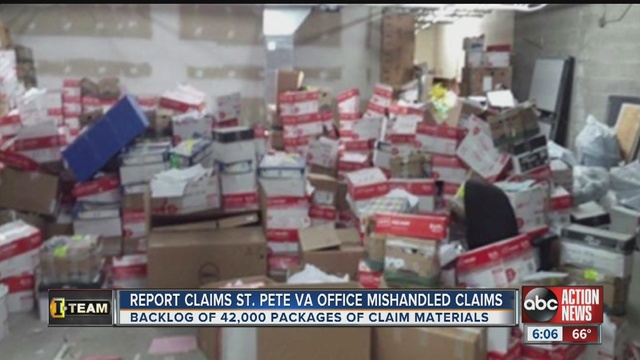 I-TEAM
REPORT CLAIMS ST. PETE VA OFFICE MISHANDLED CLAIMS
BACKLOG OF 42,000 PACKAGES OF CLAIM MATERIALS
abc ACTION NEWS
6:06 66°